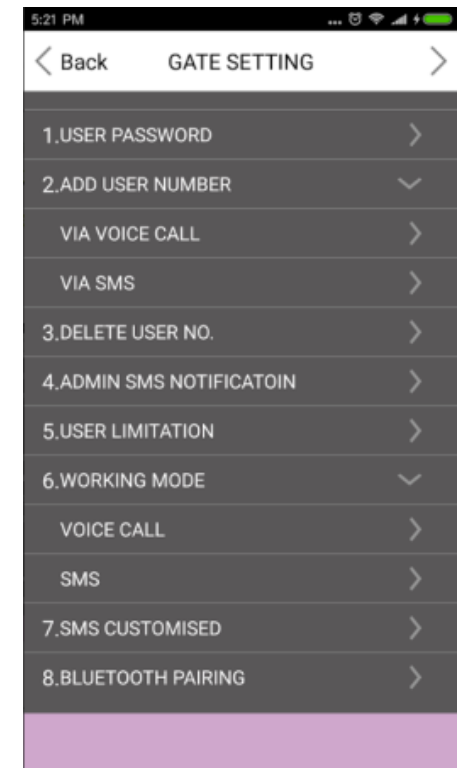 5:21 PM ...
Back GATE SETTING
1.USER PASSWORD
2.ADD USER NUMBER
VIA VOICE CALL
VIA SMS
3.DELETE USER NO.
4.ADMIN SMS NOTIFICATOIN
5.USER LIMITATION
6.WORKING MODE
VOICE CALL
SMS
7.SMS CUSTOMISED
8.BLUETOOTH PAIRING